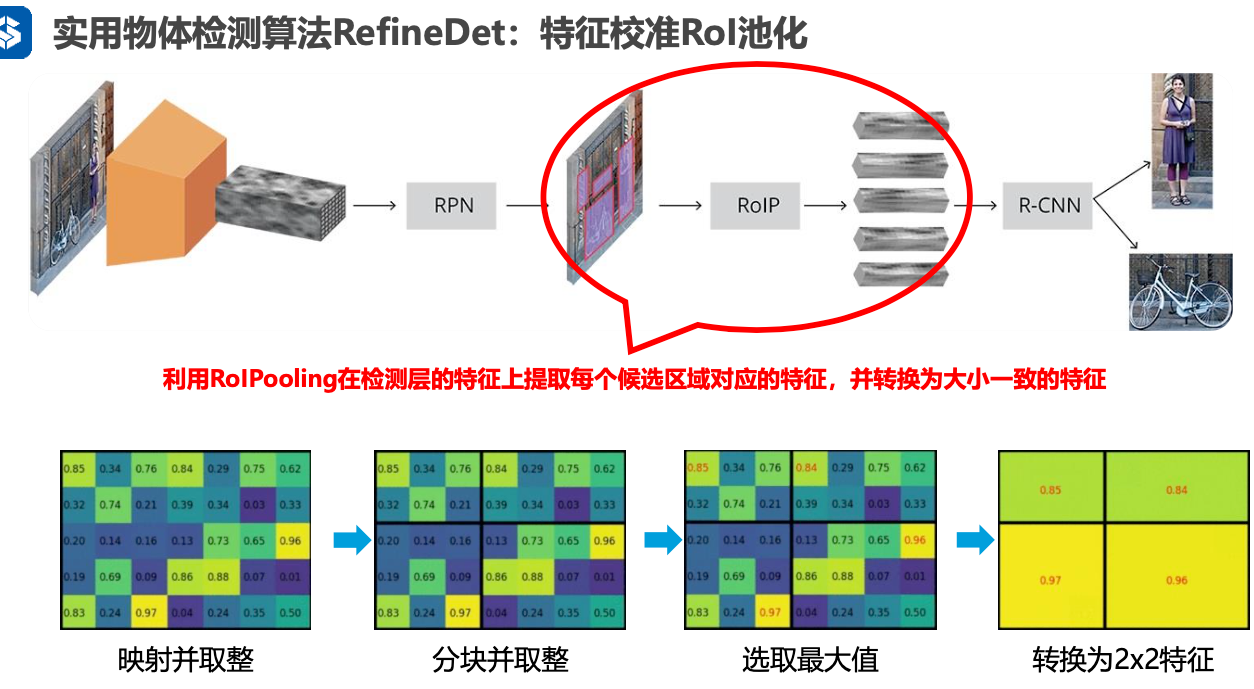 实用物体检测算法RefineDet：特征校准RoI池化
RPN
RoIP
R-CNN
利用RoIPooling在检测层的特征上提取每个候选区域对应的特征，并转换为大小一致的特征
0.85 0.34 0.76 0.84 0.29 0.75 0.62
0.32 0.74 0.21 0.39 0.34 0.03 0.33
0.20 0.14 0.16 0.13 0.73 0.65 0.96
0.19 0.69 0.09 0.86 0.88 0.07 0.01
0.83 0.24 0.97 0.04 0.24 0.35 0.50
映射并取整
0.85 0.34 0.76 0.84 0.29 0.75 0.62
0.32 0.74 0.21 0.39 0.34 0.03 0.33
0.20 0.14 0.16 0.13 0.73 0.65 0.96
0.19 0.69 0.09 0.86 0.88 0.07 0.01
0.83 0.24 0.97 0.04 0.24 0.35 0.50
分块并取整
0.85 0.34 0.76 0.84 0.29 0.75 0.62
0.32 0.74 0.21 0.39 0.34 0.03 0.33
0.20 0.14 0.16 0.13 0.73 0.65 0.96
0.19 0.69 0.09 0.86 0.88 0.07 0.01
0.83 0.24 0.97 0.04 0.24 0.35 0.50
选取最大值
0.85 0.84
0.97 0.96
转换为2x2特征